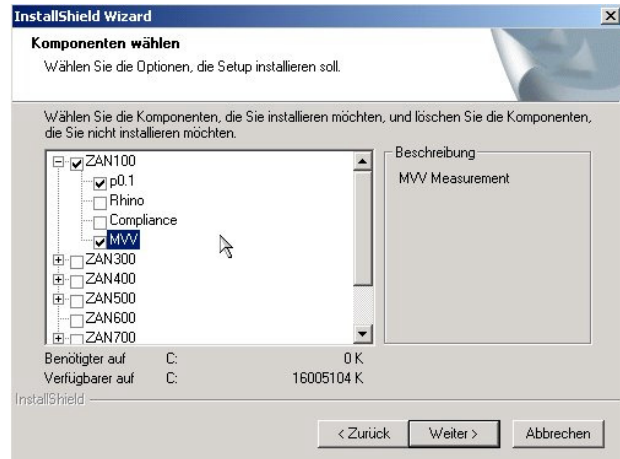 InstallShield Wizard
Komponenten wählen
Wählen Sie die Optionen, die Setup installieren soll.
Wählen Sie die Komponenten, die Sie installieren möchten, und löschen Sie die Komponenten,
die Sie nicht installieren möchten.
ZAN100
p0.1
Rhino
Compliance
MVV
ZAN300
ZAN400
ZAN500
ZAN600
ZAN700
Beschreibung
MVV Measurement
Benötigter auf C: 0 K
Verfügbarer auf C: 16005104 K
InstallShield
< Zurück
Weiter >
Abbrechen